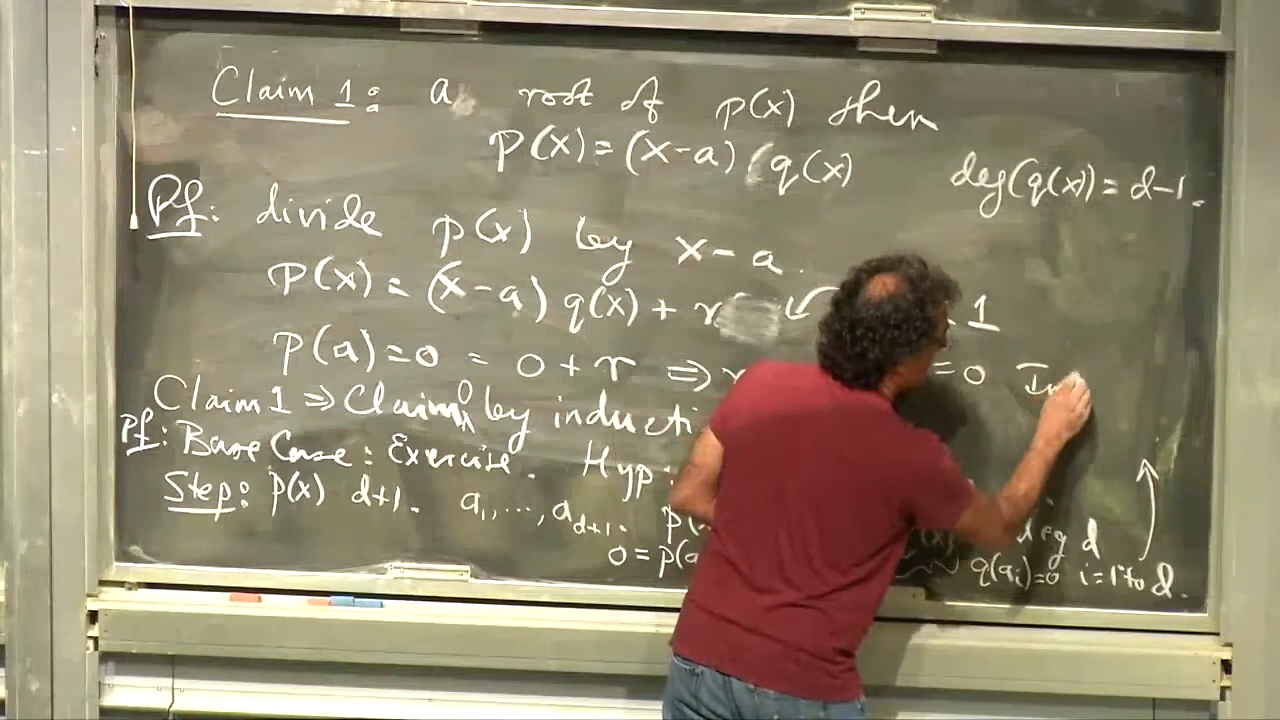 Claim 1: a root of p(x) then
p(x) = (x-a) q(x)
deg(q(x)) = d-1.
Pf: divide p(x) by x-a.
p(x) = (x-a) q(x) + r 1
p(a) = 0 = 0 + r ⇒ = 0
Claim 1 ⇒ Claim by
Pf: Base Case: Exercise. Hyp:
Step: p(x) d+1. a1, ..., ad+1. deg d
0 = q(ai)=0 i=1 to d.